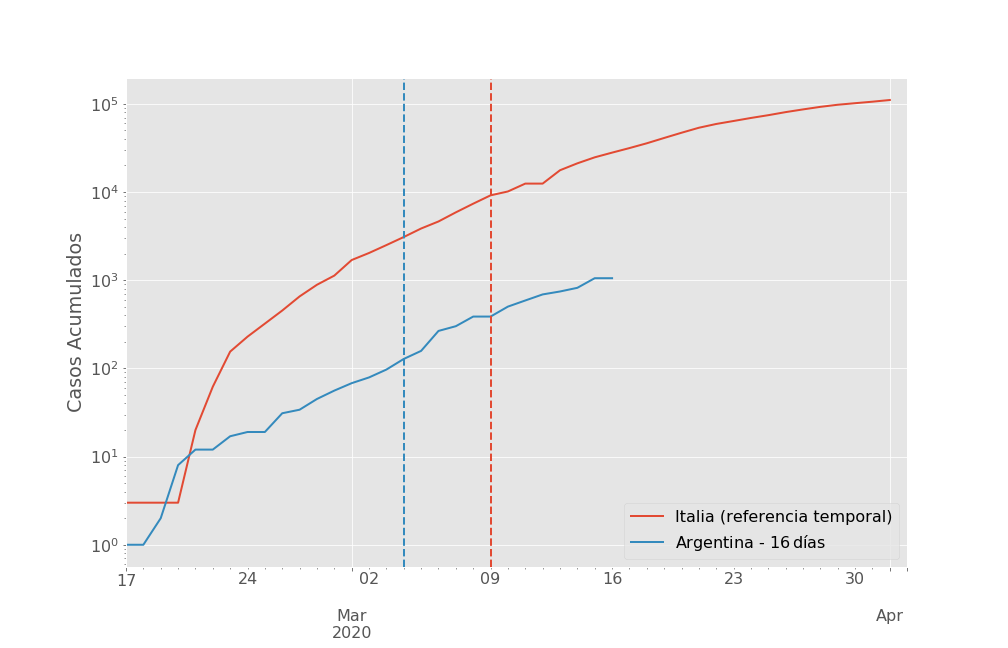 Casos Acumulados
10⁵
10⁴
10³
10²
10¹
10⁰
Italia (referencia temporal)
Argentina - 16 días
17 24 02 09 16 23 30
Mar Apr
2020